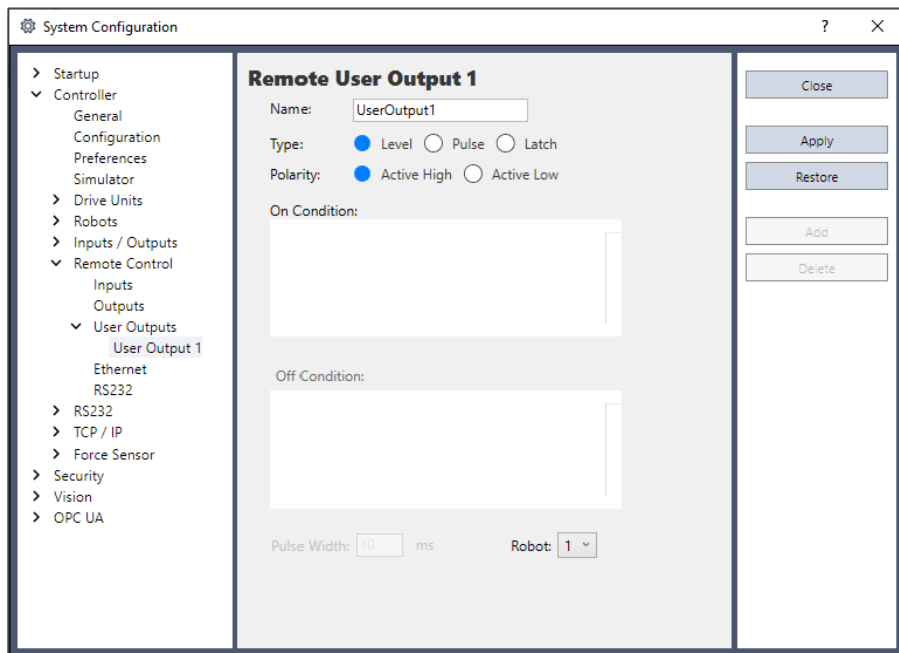 System Configuration ?
Startup
Controller
General
Configuration
Preferences
Simulator
Drive Units
Robots
Inputs / Outputs
Remote Control
Inputs
Outputs
User Outputs
User Output 1
Ethernet
RS232
RS232
TCP / IP
Force Sensor
Security
Vision
OPC UA
Remote User Output 1
Name: UserOutput1
Type: Level Pulse Latch
Polarity: Active High Active Low
On Condition:
Off Condition:
Pulse Width: 10 ms Robot: 1
Close
Apply
Restore
Add
Delete